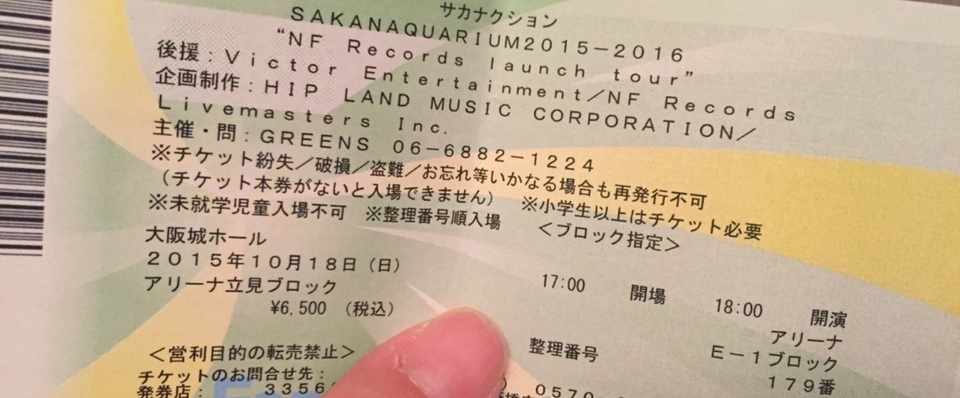 サカナクション
SAKANAQUARIUM2015-2016
"NF Records launch tour"
後援：Victor Entertainment/NF Records
企画制作：HIP LAND MUSIC CORPORATION/
Livemasters Inc.
主催・問：GREENS 06-6882-1224
※チケット紛失／破損／盗難／お忘れ等いかなる場合も再発行不可
（チケット本券がないと入場できません） ※小学生以上はチケット必要
※未就学児童入場不可 ※整理番号順入場 ＜ブロック指定＞
大阪城ホール
2015年10月18日（日） 17:00 開場 18:00 開演
アリーナ立見ブロック アリーナ
¥6,500 （税込） 整理番号 E-1ブロック
＜営利目的の転売禁止＞ 179番
チケットのお問合せ先：
発券店： 0570